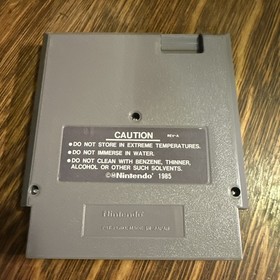 CAUTION
REV-A
•DO NOT STORE IN EXTREME TEMPERATURES.
•DO NOT IMMERSE IN WATER.
•DO NOT CLEAN WITH BENZENE, THINNER,
ALCOHOL OR OTHER SUCH SOLVENTS.
©®Nintendo® 1985
Nintendo®